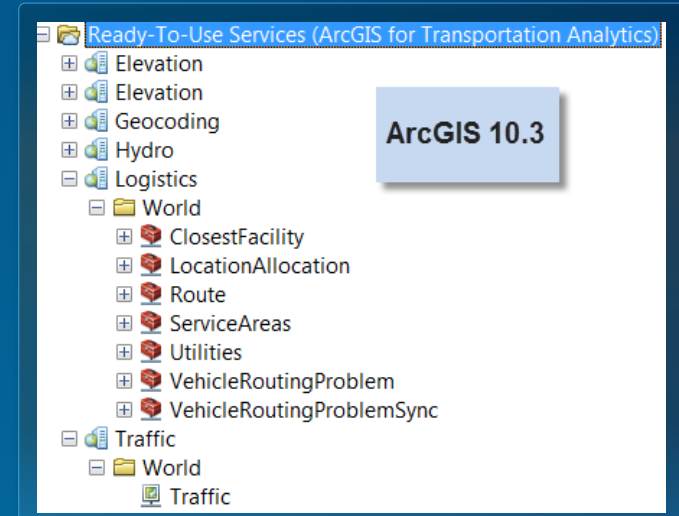 Ready-To-Use Services (ArcGIS for Transportation Analytics)
Elevation
Elevation
Geocoding
ArcGIS 10.3
Hydro
Logistics
World
ClosestFacility
LocationAllocation
Route
ServiceAreas
Utilities
VehicleRoutingProblem
VehicleRoutingProblemSync
Traffic
World
Traffic